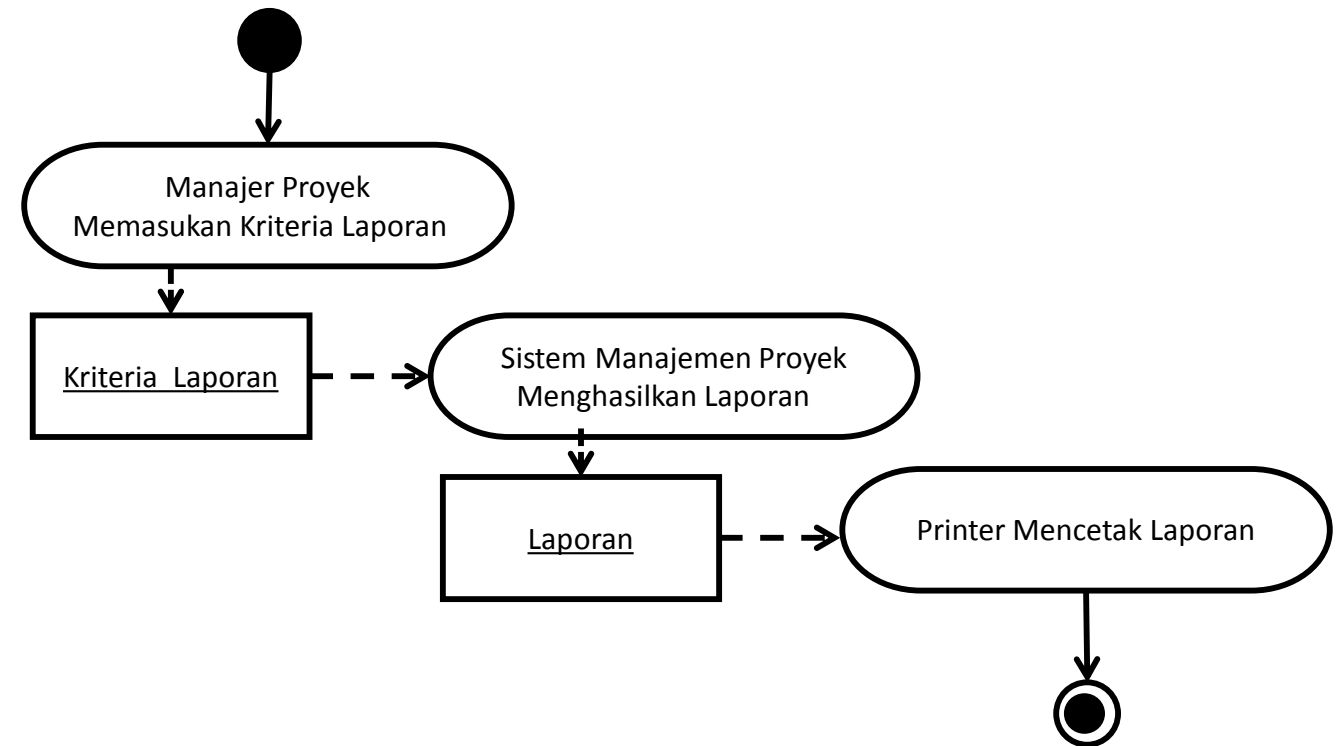 Manajer Proyek
Memasukan Kriteria Laporan
Kriteria Laporan
Sistem Manajemen Proyek
Menghasilkan Laporan
Laporan
Printer Mencetak Laporan